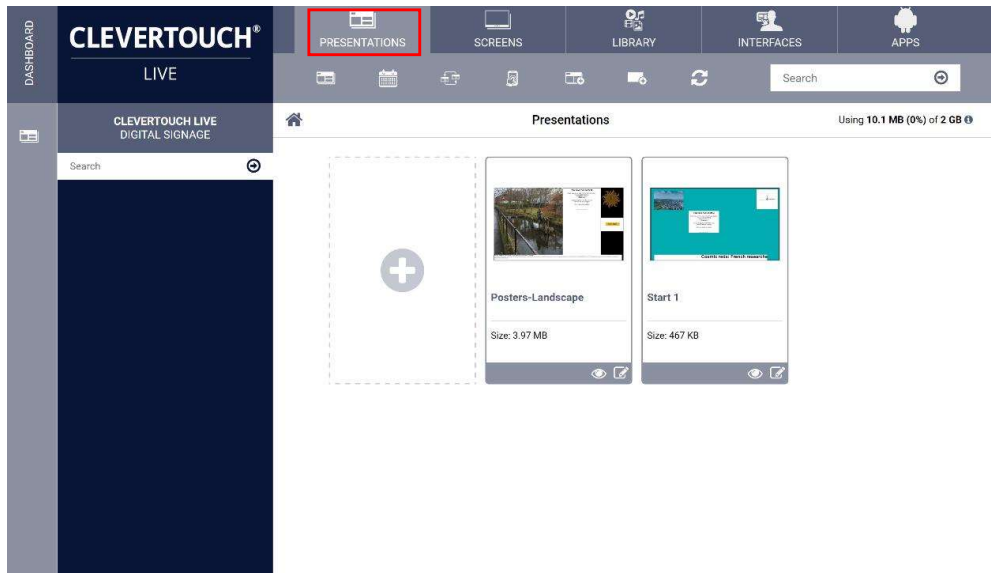 DASHBOARD
CLEVERTOUCH®
LIVE
PRESENTATIONS
SCREENS
LIBRARY
INTERFACES
APPS
Search
CLEVERTOUCH LIVE
DIGITAL SIGNAGE
Search
Presentations
Using 10.1 MB (0%) of 2 GB
Posters-Landscape
Size: 3.97 MB
Start 1
Size: 467 KB